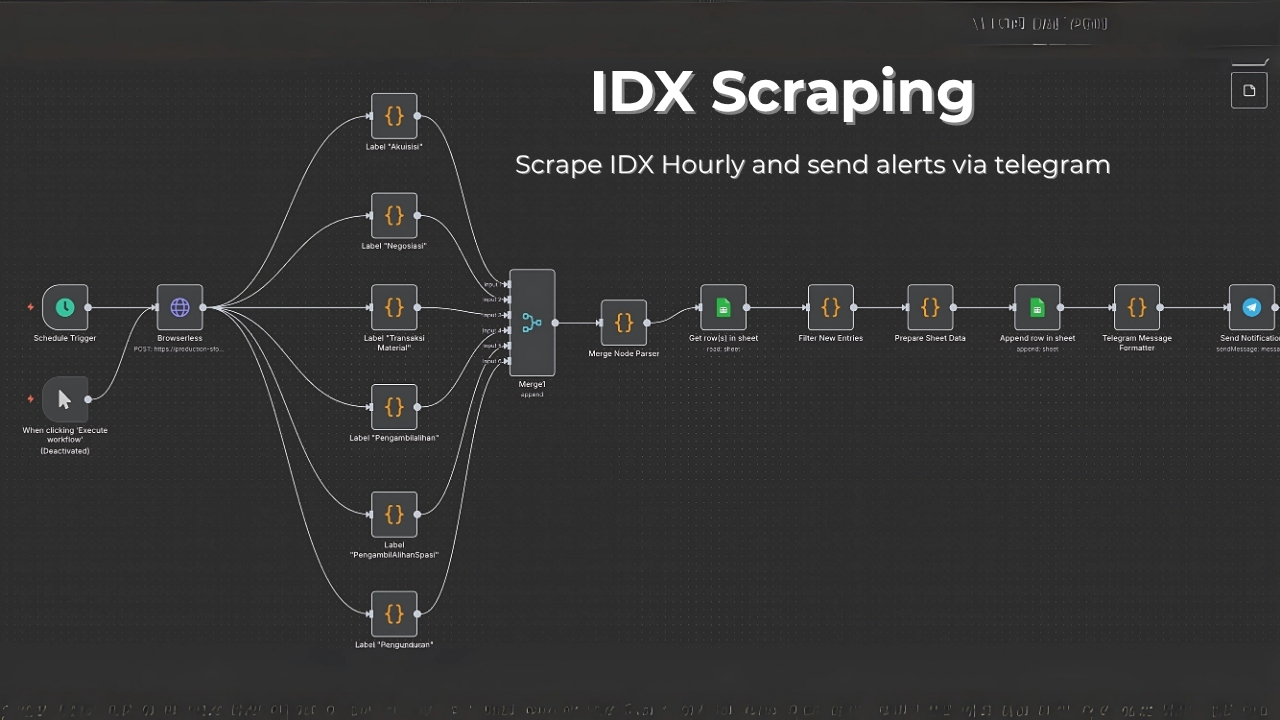 IDX Scraping
Scrape IDX Hourly and send alerts via telegram
Label "Akuisisi"
Label "Negosiasi"
Schedule Trigger
Browserless
POST: https://production-sfo...
Label "Transaksi
Material"
Input 1
Input 2
Input 3
Input 4
Input 5
Input 6
Merge1
append
Merge Node Parser
Get row(s) in sheet
read: sheet
Filter New Entries
Prepare Sheet Data
Append row in sheet
append: sheet
Telegram Message
Formatter
Send Notification
sendMessage: messa
When clicking 'Execute
workflow'
(Deactivated)
Label "Pengambilalihan"
Label
"PengambilAlihanSpasi"
Label "Pengunduran"